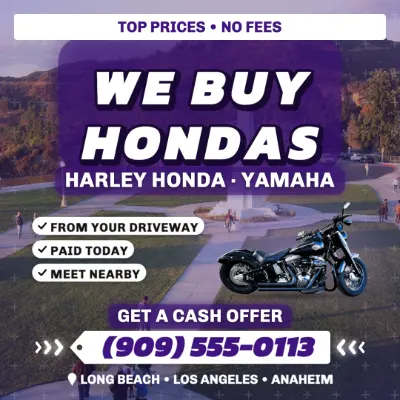 TOP PRICES • NO FEES
WE BUY
HONDAS
HARLEY HONDA · YAMAHA
✓ FROM YOUR DRIVEWAY
✓ PAID TODAY
✓ MEET NEARBY
GET A CASH OFFER
(909) 555-0113
LONG BEACH • LOS ANGELES • ANAHEIM